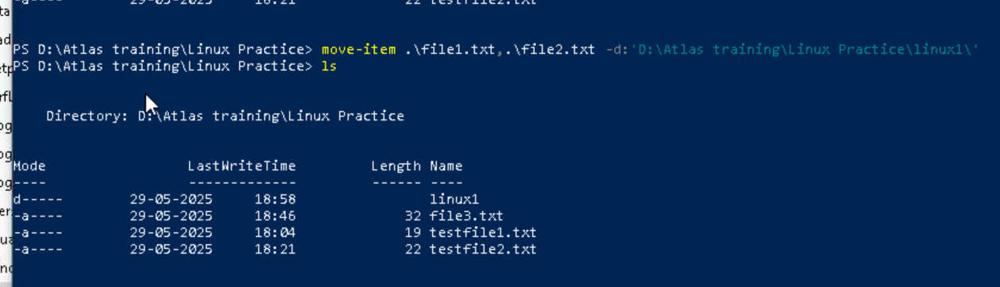 -a---- 29-05-2025 18:21 22 testfile2.txt
PS D:\Atlas training\Linux Practice> move-item .\file1.txt,.\file2.txt -d:'D:\Atlas training\Linux Practice\linux1\'
PS D:\Atlas training\Linux Practice> ls
Directory: D:\Atlas training\Linux Practice
Mode LastWriteTime Length Name
---- ------------- ------ ----
d----- 29-05-2025 18:58 linux1
-a---- 29-05-2025 18:46 32 file3.txt
-a---- 29-05-2025 18:04 19 testfile1.txt
-a---- 29-05-2025 18:21 22 testfile2.txt